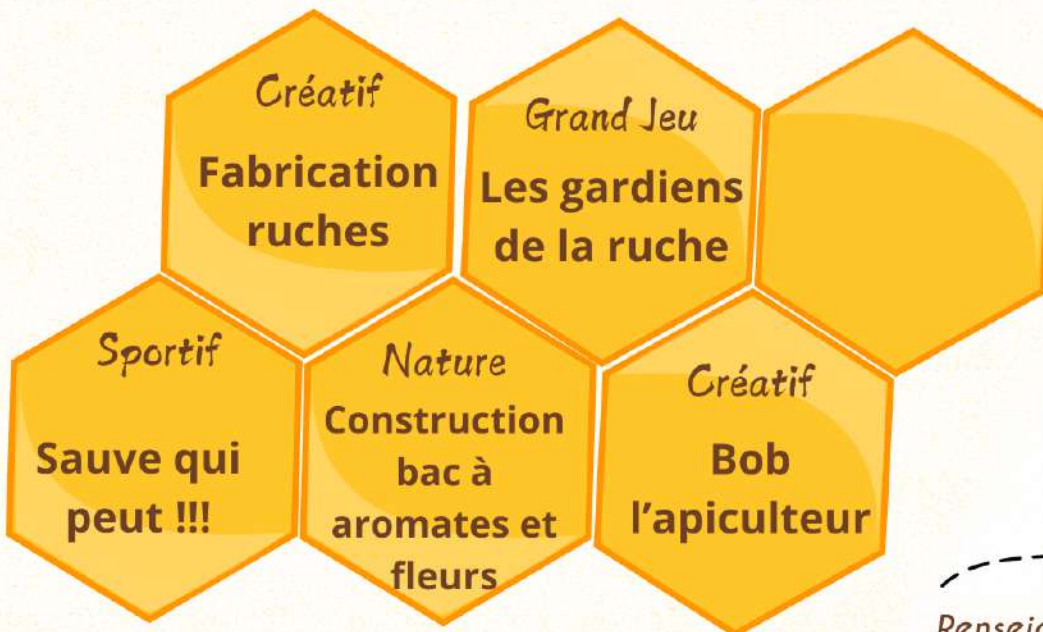 Créatif
Fabrication
ruches
Grand Jeu
Les gardiens
de la ruche
Sportif
Sauve qui
peut !!!
Nature
Construction
bac à
aromates et
fleurs
Créatif
Bob
l'apiculteur